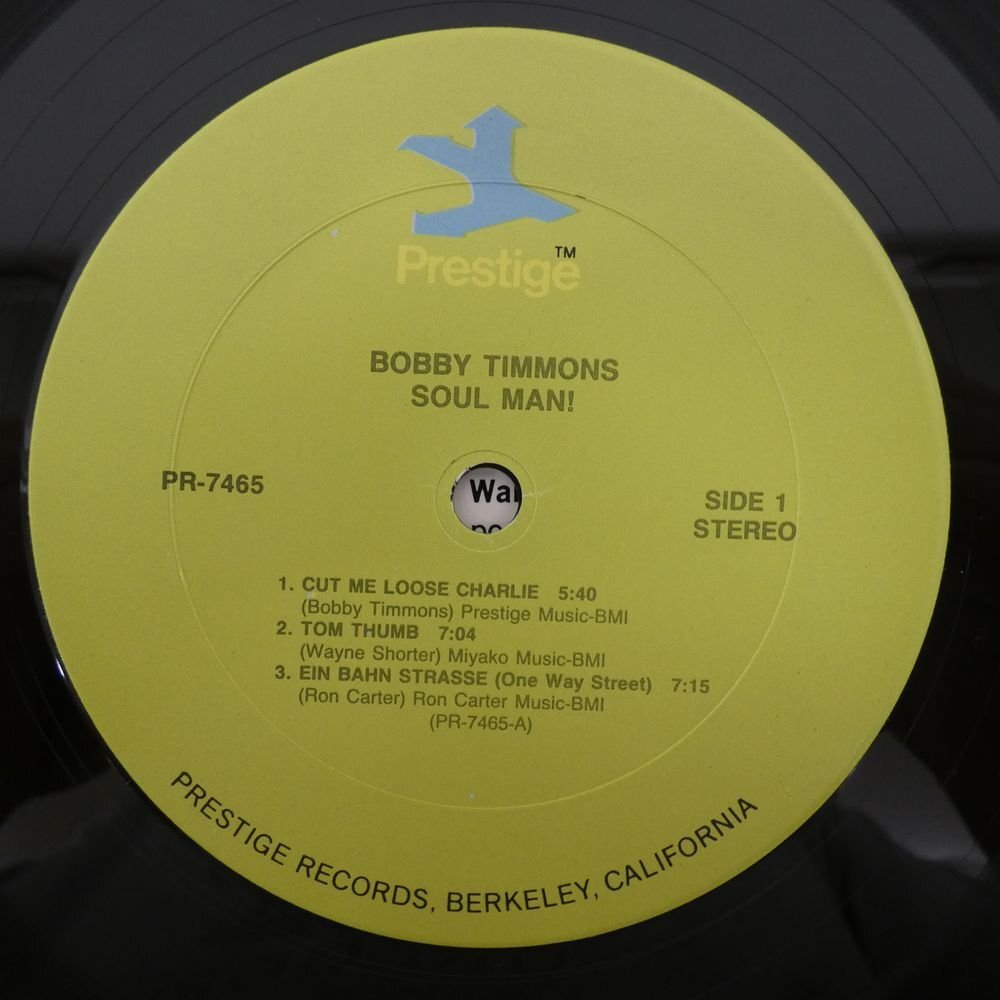 Prestige™
BOBBY TIMMONS
SOUL MAN!
PR-7465
SIDE 1
STEREO
1. CUT ME LOOSE CHARLIE 5:40
(Bobby Timmons) Prestige Music-BMI
2. TOM THUMB 7:04
(Wayne Shorter) Miyako Music-BMI
3. EIN BAHN STRASSE (One Way Street) 7:15
(Ron Carter) Ron Carter Music-BMI
(PR-7465-A)
PRESTIGE RECORDS, BERKELEY, CALIFORNIA